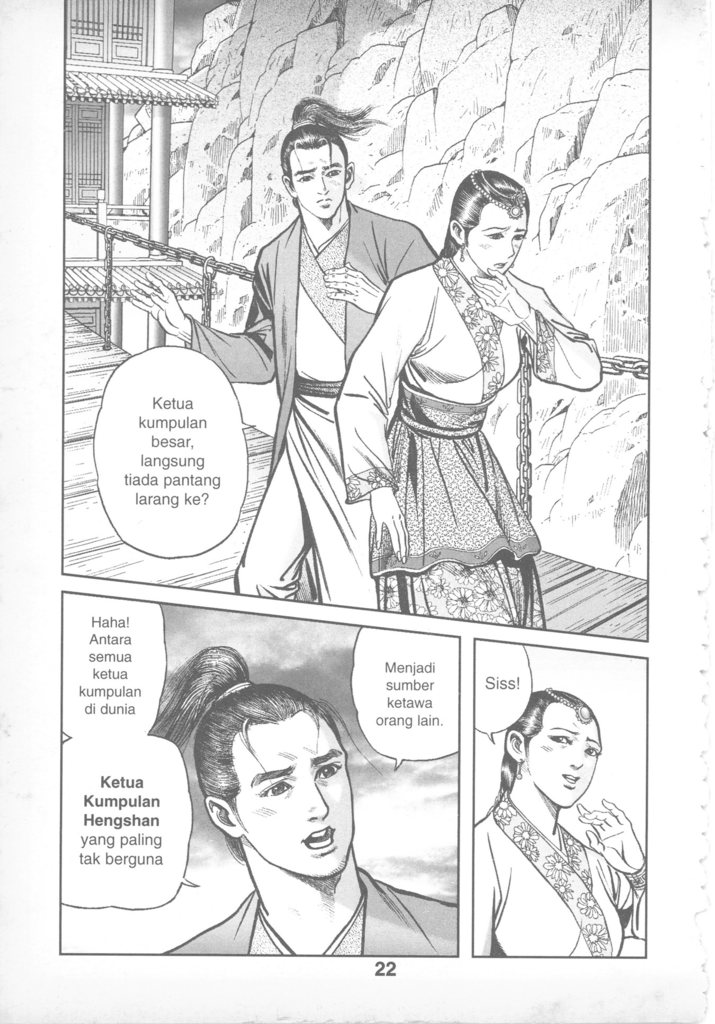 Ketua
kumpulan
besar,
langsung
tiada pantang
larang ke?
Haha!
Antara
semua
ketua
kumpulan
di dunia
Ketua
Kumpulan
Hengshan
yang paling
tak berguna
Menjadi
sumber
ketawa
orang lain.
Siss!
22